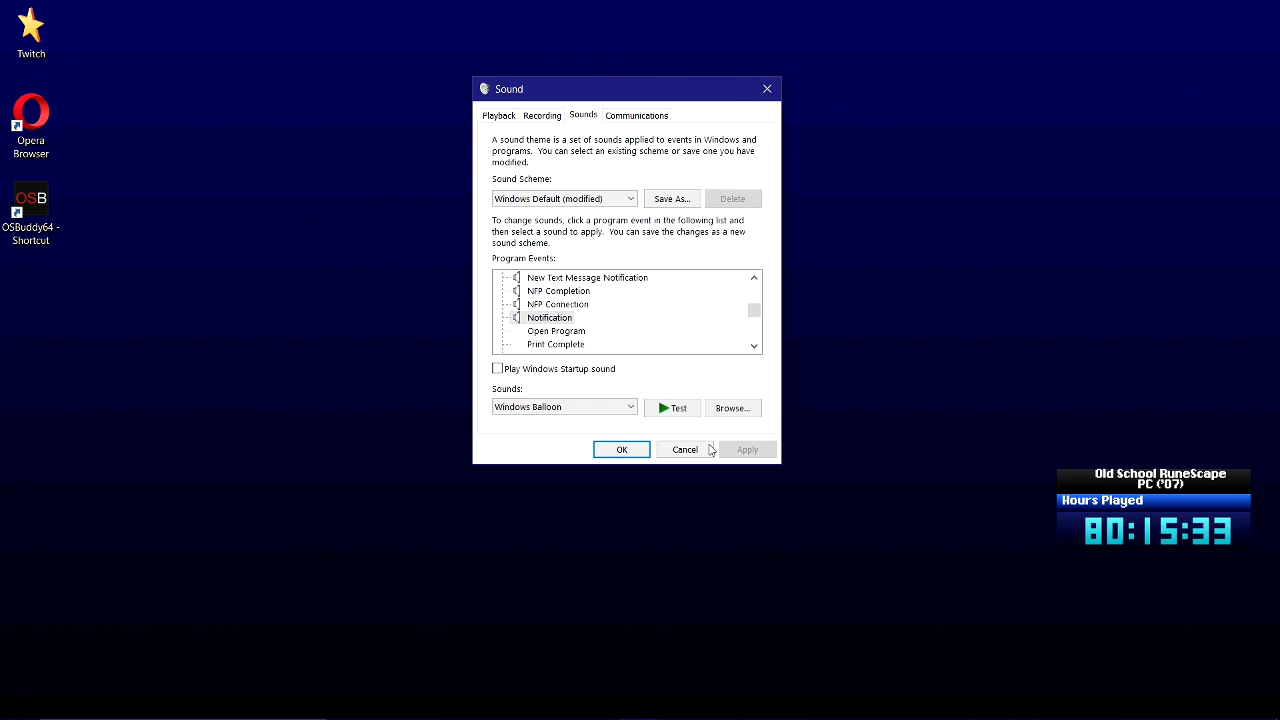 Twitch
Opera
Browser
OSB
OSBuddy64 -
Shortcut
Sound
Playback Recording Sounds Communications
A sound theme is a set of sounds applied to events in Windows and
programs. You can select an existing scheme or save one you have
modified.
Sound Scheme:
Windows Default (modified) Save As... Delete
To change sounds, click a program event in the following list and
then select a sound to apply. You can save the changes as a new
sound scheme.
Program Events:
New Text Message Notification
NFP Completion
NFP Connection
Notification
Open Program
Print Complete
Play Windows Startup sound
Sounds:
Windows Balloon Test Browse...
OK Cancel Apply
Old School RuneScape
PC ('07)
Hours Played
80:15:33